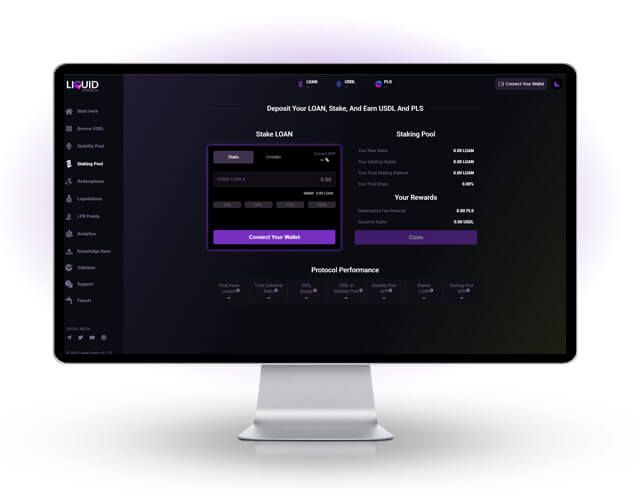 LIQUID
LOAN
USDL
PLS
Connect Your Wallet
Start Here
Borrow USDL
Stability Pool
Staking Pool
Redemptions
Liquidations
LPR Points
Analytics
Knowledge Base
Validator
Support
Faucet
SOCIAL MEDIA
Deposit Your LOAN, Stake, And Earn USDL And PLS
Stake LOAN
Stake
Unstake
Current APR
-- %
STAKE LOAN
0.00
Wallet 0.00 LOAN
Connect Your Wallet
Staking Pool
Your New Stake 0.00 LOAN
Your Existing Stakes 0.00 LOAN
Your Total Staking Balance 0.00 LOAN
Your Pool Share 0.00%
Your Rewards
Redemption Fee Rewards 0.00 PLS
Issuance Gains 0.00 USDL
Claim
Protocol Performance
Total Value
Total Collateral
Ratio
USDL
Supply
USDL in
Stability Pool
Stability Pool
APR
Staked
LOAN
Staking Pool
APR